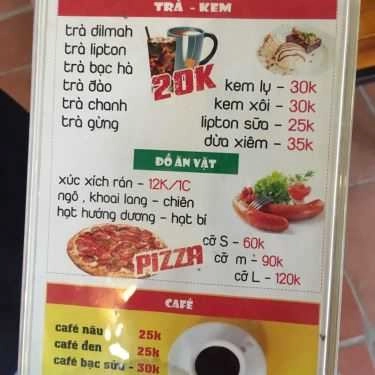 TRÀ - KEM
trà dilmah
trà lipton
trà bạc hà
trà đào
trà chanh
trà gừng
20K
kem ly - 30k
kem xôi - 30k
lipton sữa - 25k
dừa xiêm - 35k
ĐỒ ĂN VẶT
xúc xích rán - 12K/1C
ngô , khoai lang - chiên
hạt hướng dương - hạt bí
PIZZA
cỡ S - 60k
cỡ m - 90k
cỡ L - 120k
CAFÉ
café nâu 25k
café đen 25k
café bạc sửu - 30k